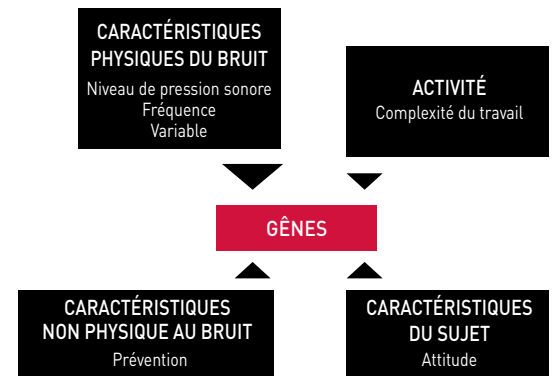 CARACTÉRISTIQUES
PHYSIQUES DU BRUIT
Niveau de pression sonore
Fréquence
Variable
ACTIVITÉ
Complexité du travail
GÊNES
CARACTÉRISTIQUES
NON PHYSIQUE AU BRUIT
Prévention
CARACTÉRISTIQUES
DU SUJET
Attitude